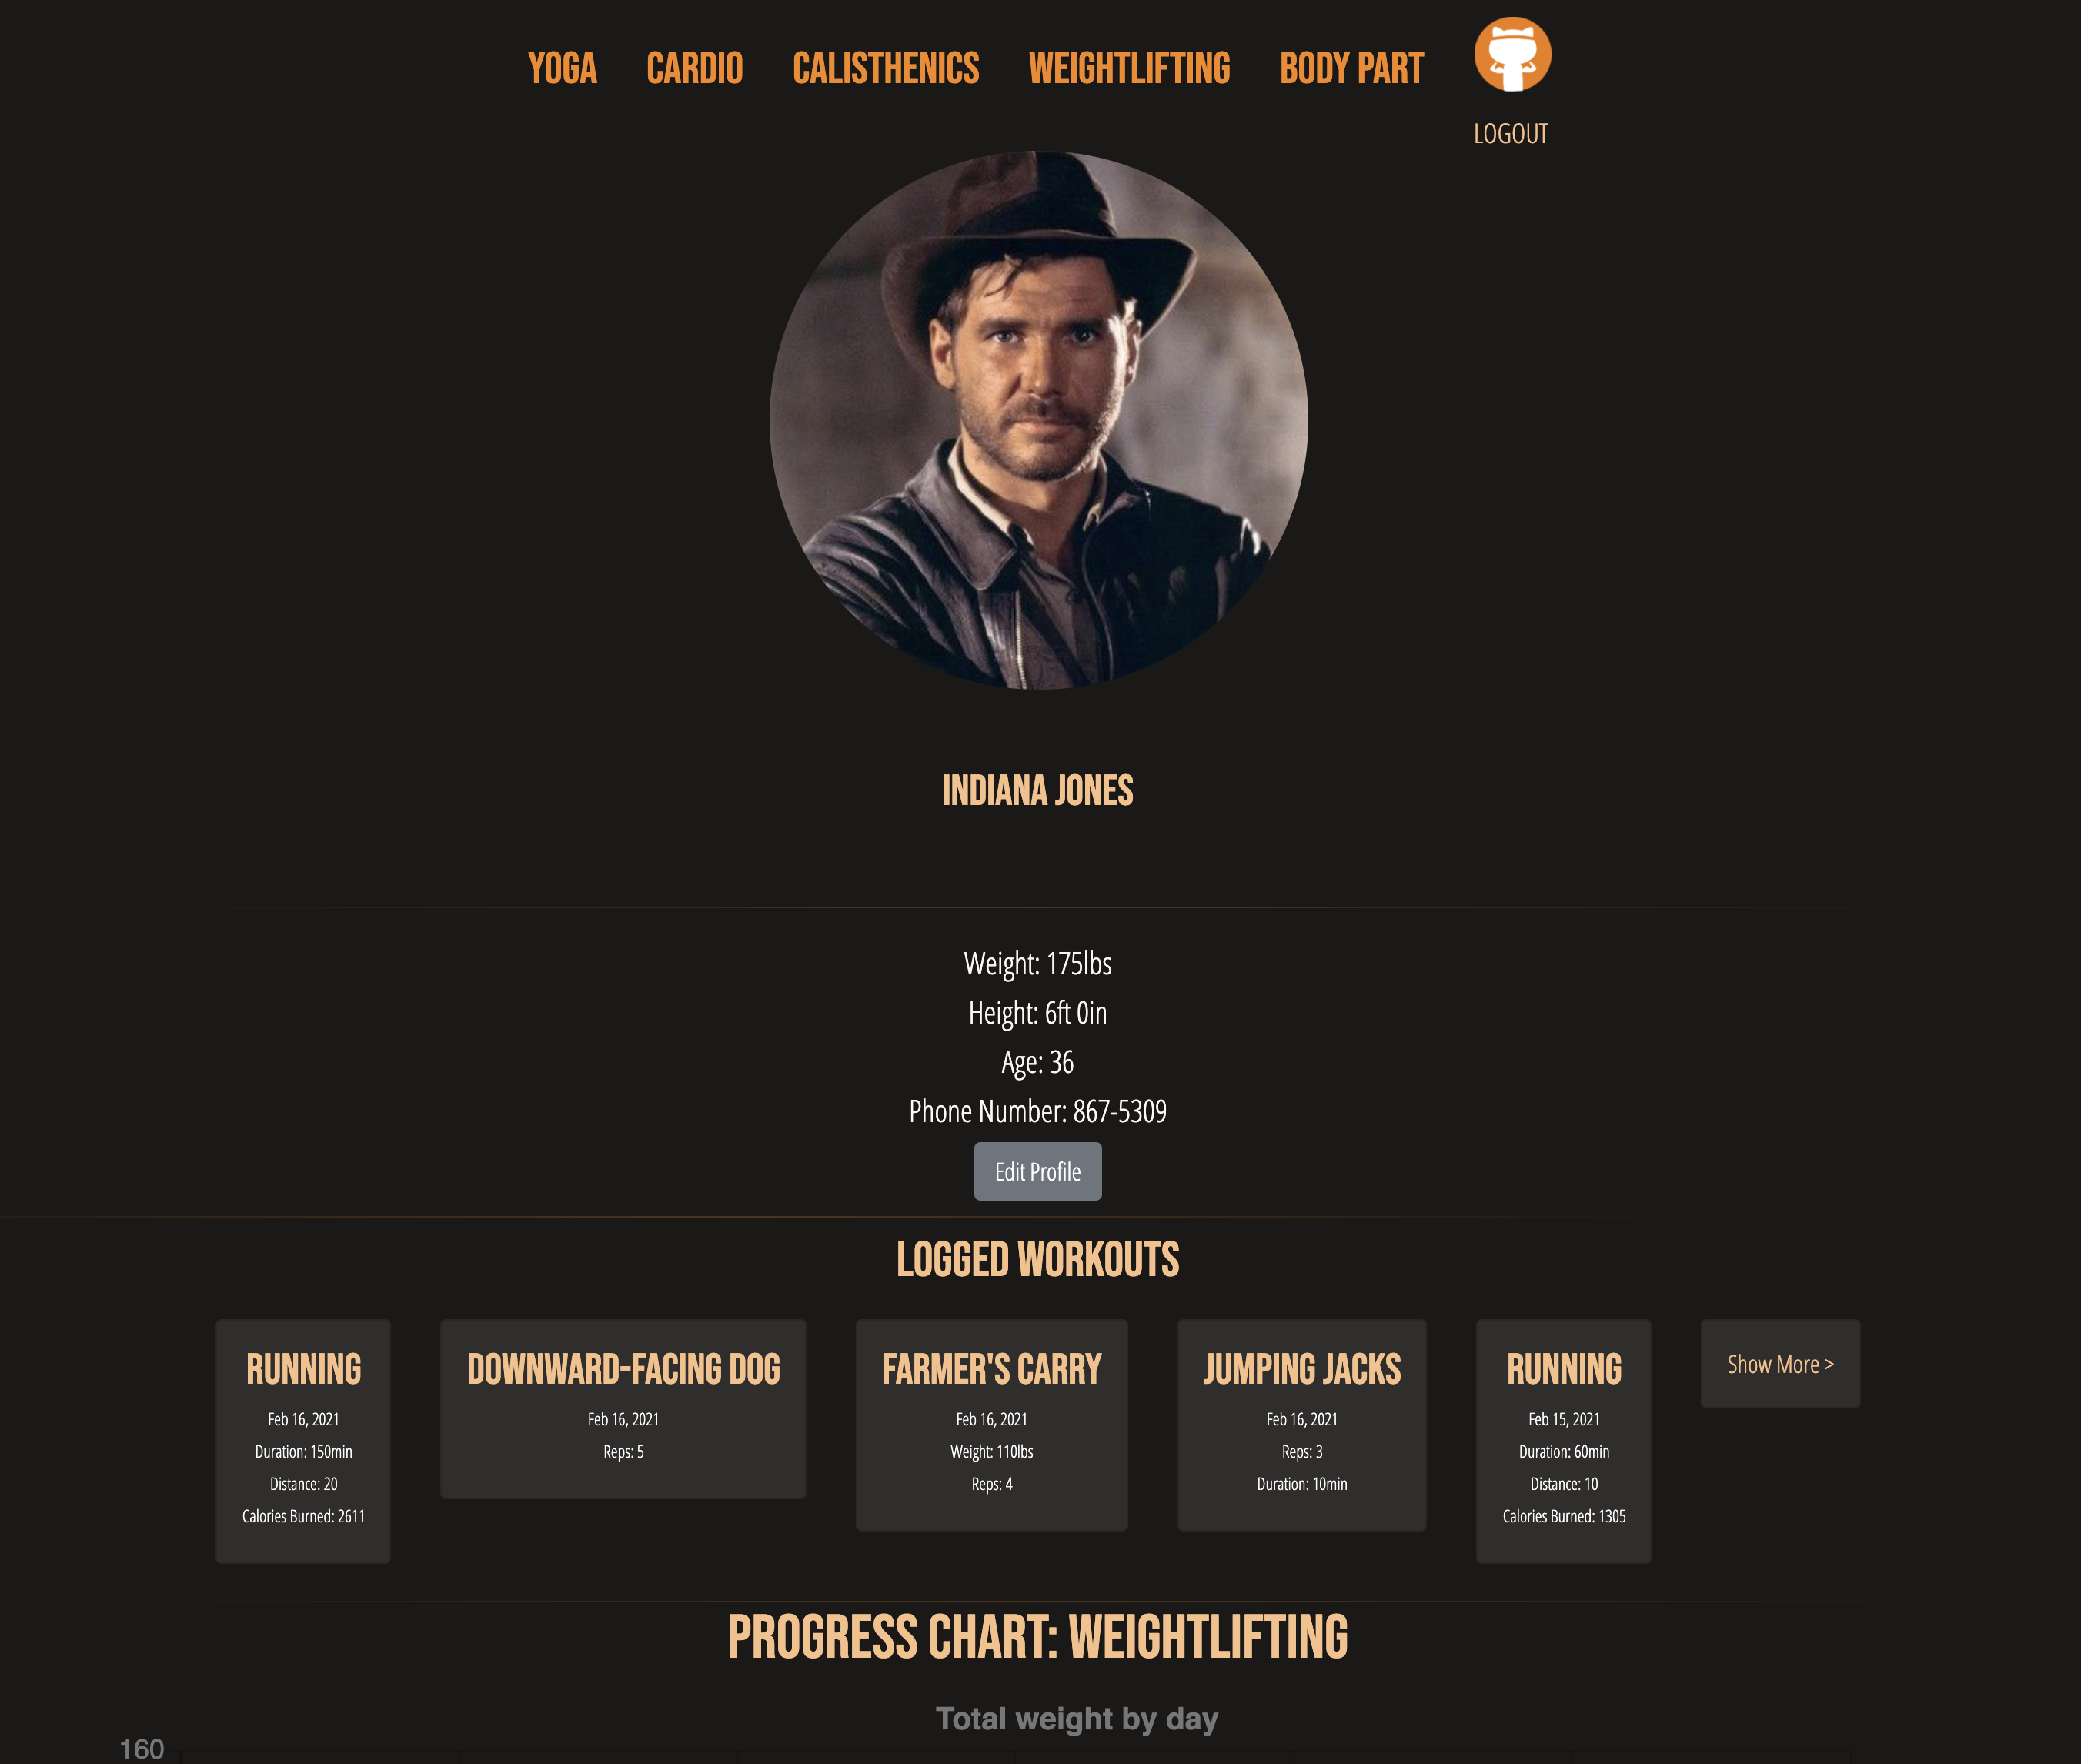 YOGA CARDIO CALISTHENICS WEIGHTLIFTING BODY PART
LOGOUT
INDIANA JONES
Weight: 175lbs
Height: 6ft 0in
Age: 36
Phone Number: 867-5309
Edit Profile
LOGGED WORKOUTS
RUNNING
Feb 16, 2021
Duration: 150min
Distance: 20
Calories Burned: 2611
DOWNWARD-FACING DOG
Feb 16, 2021
Reps: 5
FARMER'S CARRY
Feb 16, 2021
Weight: 110lbs
Reps: 4
JUMPING JACKS
Feb 16, 2021
Reps: 3
Duration: 10min
RUNNING
Feb 15, 2021
Duration: 60min
Distance: 10
Calories Burned: 1305
Show More >
PROGRESS CHART: WEIGHTLIFTING
Total weight by day
160